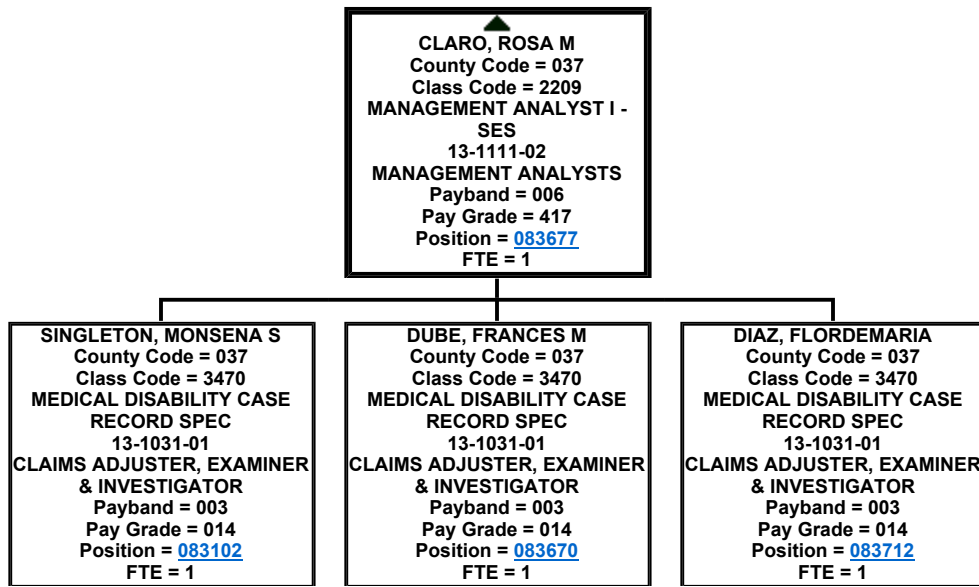 CLARO, ROSA M
County Code = 037
Class Code = 2209
MANAGEMENT ANALYST I -
SES
13-1111-02
MANAGEMENT ANALYSTS
Payband = 006
Pay Grade = 417
Position = 083677
FTE = 1
SINGLETON, MONSENA S
County Code = 037
Class Code = 3470
MEDICAL DISABILITY CASE
RECORD SPEC
13-1031-01
CLAIMS ADJUSTER, EXAMINER
& INVESTIGATOR
Payband = 003
Pay Grade = 014
Position = 083102
FTE = 1
DUBE, FRANCES M
County Code = 037
Class Code = 3470
MEDICAL DISABILITY CASE
RECORD SPEC
13-1031-01
CLAIMS ADJUSTER, EXAMINER
& INVESTIGATOR
Payband = 003
Pay Grade = 014
Position = 083670
FTE = 1
DIAZ, FLORDEMARIA
County Code = 037
Class Code = 3470
MEDICAL DISABILITY CASE
RECORD SPEC
13-1031-01
CLAIMS ADJUSTER, EXAMINER
& INVESTIGATOR
Payband = 003
Pay Grade = 014
Position = 083712
FTE = 1